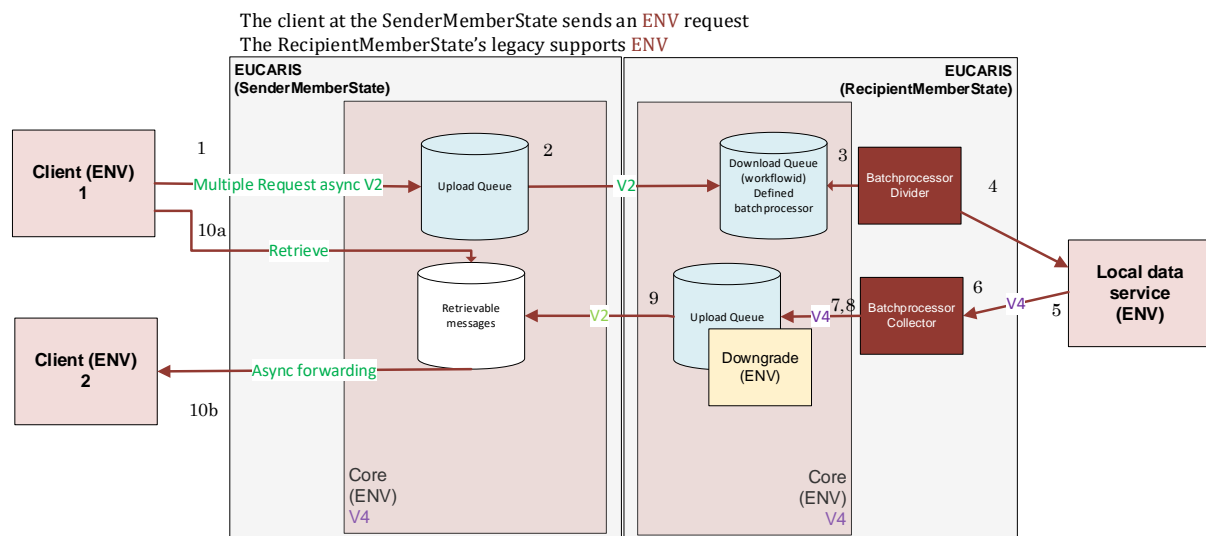 The client at the SenderMemberState sends an ENV request
The RecipientMemberState's legacy supports ENV
EUCARIS
(SenderMemberState)
EUCARIS
(RecipientMemberState)
Client (ENV)
1
1
Multiple Request async V2
Upload Queue
2
V2
Download Queue
(workflowid)
Defined
batchprocessor
3
Batchprocessor
Divider
4
10a
Retrieve
Local data
service
(ENV)
Retrievable
messages
V2
9
Upload Queue
7,8
V4
Batchprocessor
Collector
6
V4
5
Downgrade
(ENV)
Client (ENV)
2
Async forwarding
10b
Core
(ENV)
V4
Core
(ENV)
V4